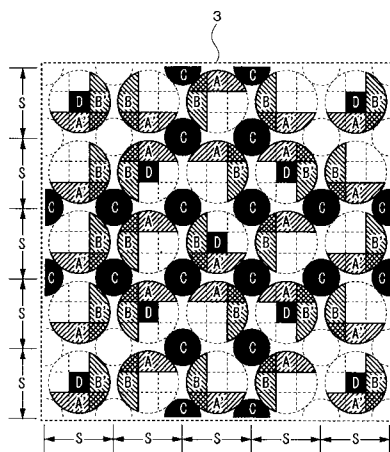 3
C C
A
S D B' B B B D B'
A' A' A' A'
C C
A A A
S B' D B' B' D B' B
A' A'
C C C C C C
A A
S B' B B D B B'
A' A' A'
C C C C C C
A A A
S B' D B' B' D B' B
A' A'
C C
A
S D B' B B B D B'
A' A' A' A'
C C
S S S S S